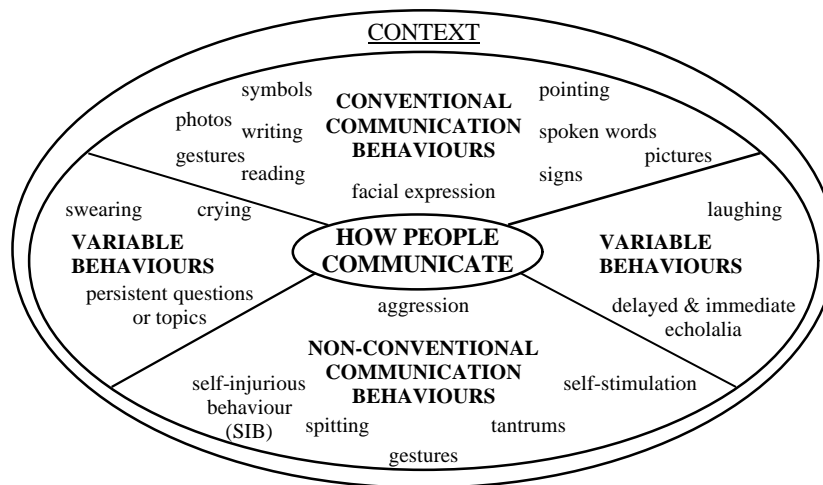 CONTEXT
symbols
pointing
CONVENTIONAL
COMMUNICATION
BEHAVIOURS
photos
writing
spoken words
gestures
reading
pictures
signs
facial expression
swearing
crying
VARIABLE
BEHAVIOURS
persistent questions
or topics
HOW PEOPLE
COMMUNICATE
laughing
VARIABLE
BEHAVIOURS
delayed & immediate
echolalia
aggression
NON-CONVENTIONAL
COMMUNICATION
BEHAVIOURS
self-injurious
behaviour
(SIB)
self-stimulation
spitting
tantrums
gestures